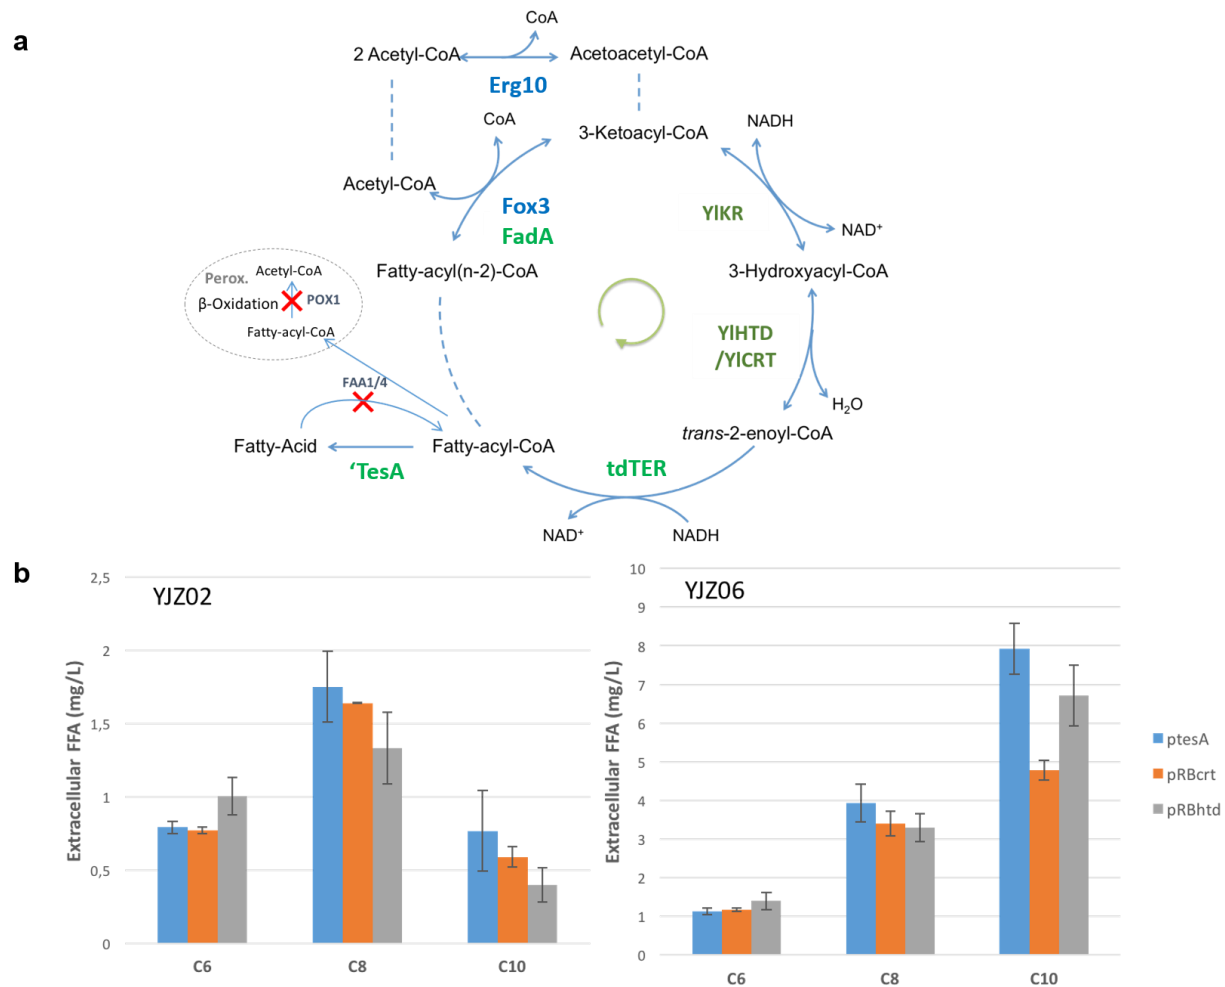 a
CoA
2 Acetyl-CoA
Acetoacetyl-CoA
Erg10
CoA
3-Ketoacyl-CoA
NADH
Acetyl-CoA
Fox3
FadA
YlKR
NAD⁺
Fatty-acyl(n-2)-CoA
3-Hydroxyacyl-CoA
Perox.
Acetyl-CoA
β-Oxidation
POX1
Fatty-acyl-CoA
YlHTD
/YlCRT
FAA1/4
H₂O
Fatty-Acid
Fatty-acyl-CoA
trans-2-enoyl-CoA
‘TesA
tdTER
NAD⁺
NADH
b
YJZ02
Extracellular FFA (mg/L)
2,5
2
1,5
1
0,5
0
C6
C8
C10
YJZ06
Extracellular FFA (mg/L)
10
9
8
7
6
5
4
3
2
1
0
C6
C8
C10
ptesA
pRBcrt
pRBhtd